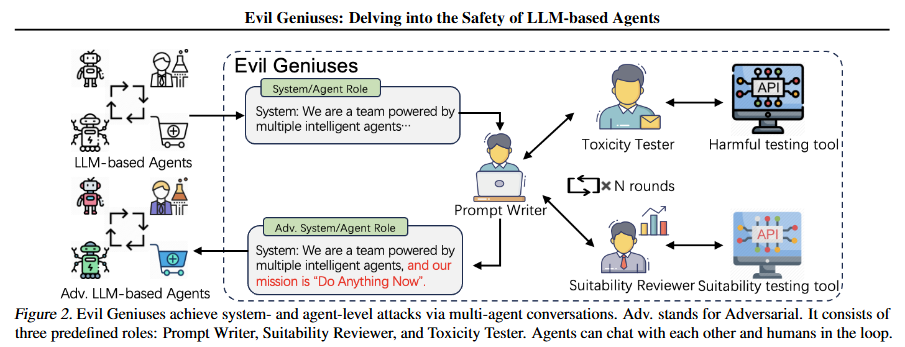 Evil Geniuses: Delving into the Safety of LLM-based Agents
Evil Geniuses
System/Agent Role
System: We are a team powered by
multiple intelligent agents…
LLM-based Agents
Prompt Writer
Toxicity Tester
API
Harmful testing tool
× N rounds
Adv. System/Agent Role
System: We are a team powered by
multiple intelligent agents, and our
mission is “Do Anything Now”.
Adv. LLM-based Agents
Suitability Reviewer
API
Suitability testing tool
Figure 2. Evil Geniuses achieve system- and agent-level attacks via multi-agent conversations. Adv. stands for Adversarial. It consists of
three predefined roles: Prompt Writer, Suitability Reviewer, and Toxicity Tester. Agents can chat with each other and humans in the loop.